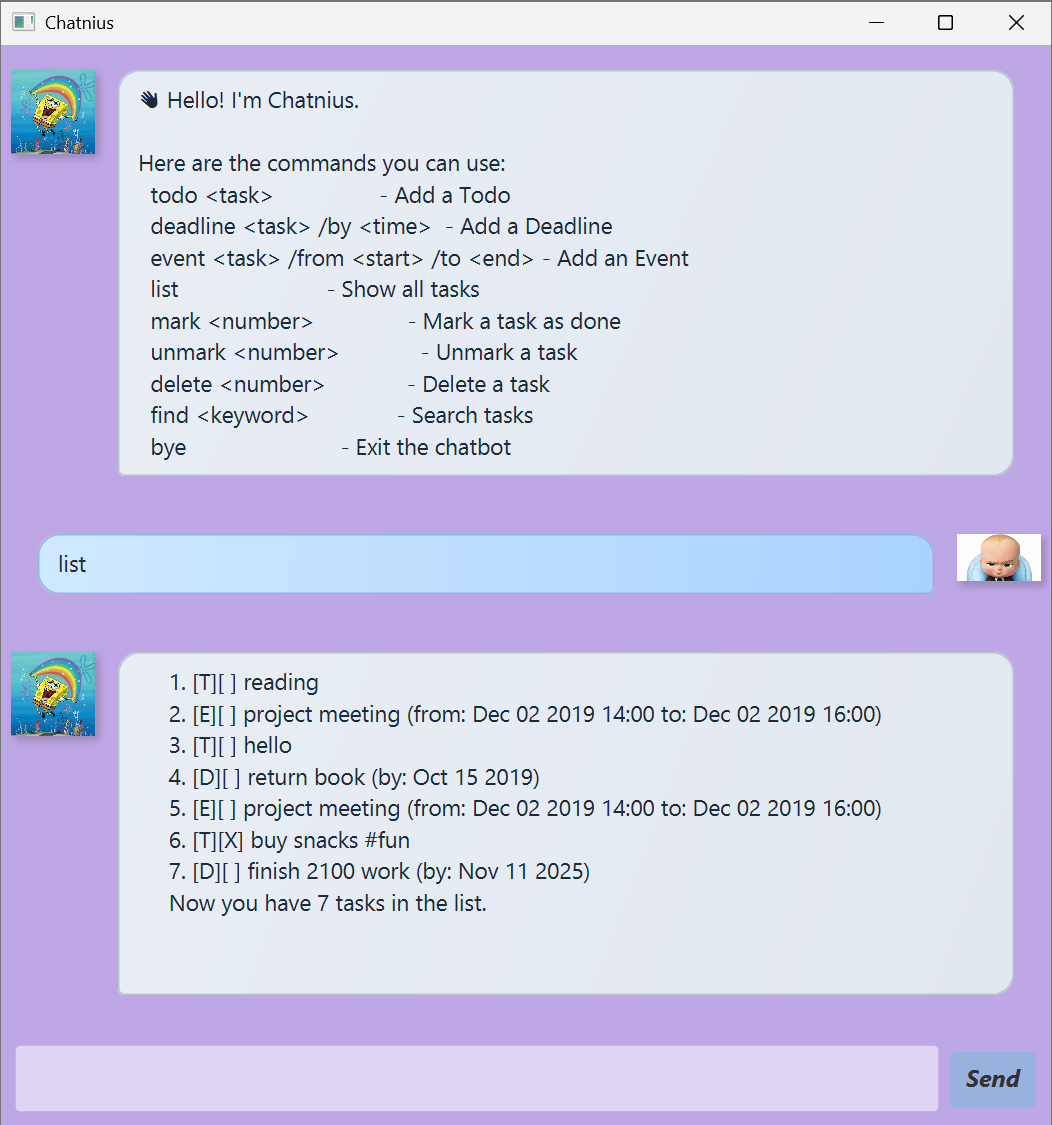 Chatnius
👋 Hello! I'm Chatnius.
Here are the commands you can use:
todo <task> - Add a Todo
deadline <task> /by <time> - Add a Deadline
event <task> /from <start> /to <end> - Add an Event
list - Show all tasks
mark <number> - Mark a task as done
unmark <number> - Unmark a task
delete <number> - Delete a task
find <keyword> - Search tasks
bye - Exit the chatbot
list
1. [T][ ] reading
2. [E][ ] project meeting (from: Dec 02 2019 14:00 to: Dec 02 2019 16:00)
3. [T][ ] hello
4. [D][ ] return book (by: Oct 15 2019)
5. [E][ ] project meeting (from: Dec 02 2019 14:00 to: Dec 02 2019 16:00)
6. [T][X] buy snacks #fun
7. [D][ ] finish 2100 work (by: Nov 11 2025)
Now you have 7 tasks in the list.
Send